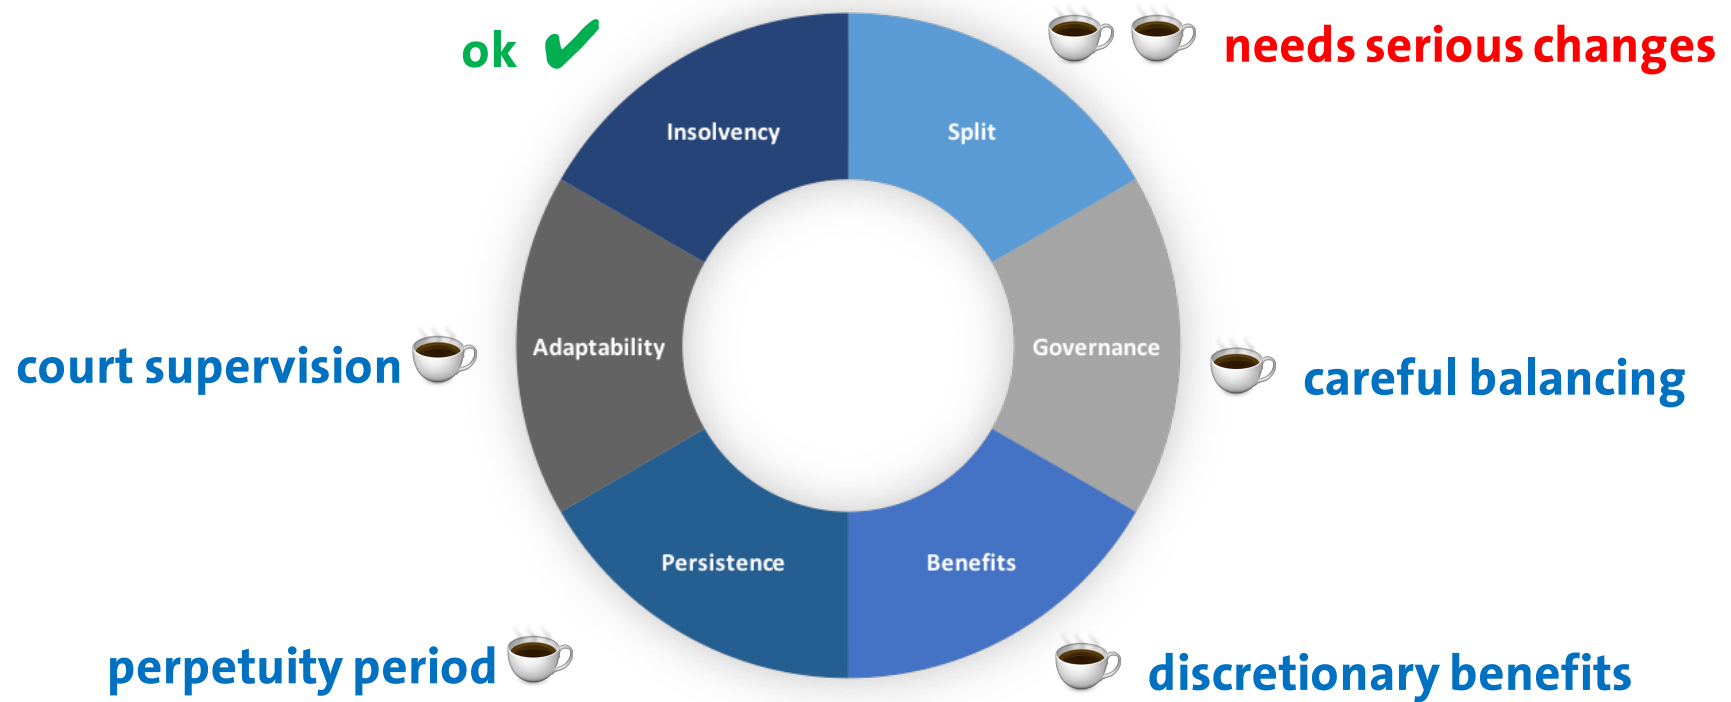 ok
needs serious changes
Insolvency
Split
court supervision
Adaptability
Governance
careful balancing
Persistence
Benefits
perpetuity period
discretionary benefits